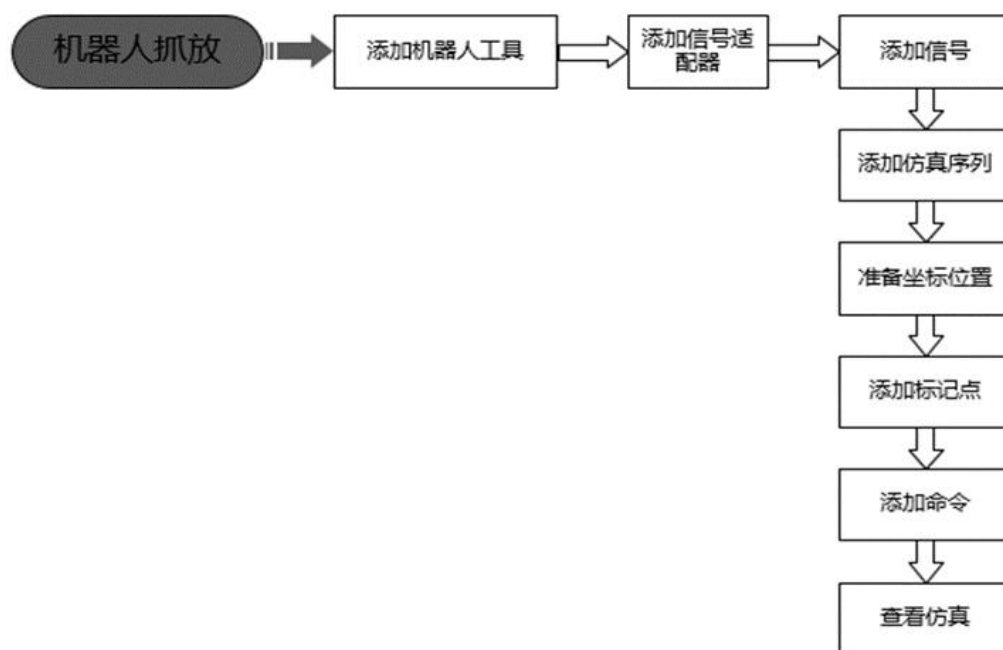 机器人抓放
添加机器人工具
添加信号适
配器
添加信号
添加仿真序列
准备坐标位置
添加标记点
添加命令
查看仿真